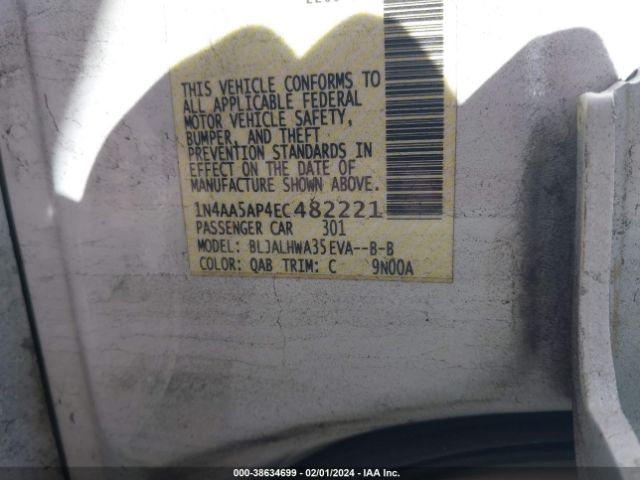 THIS VEHICLE CONFORMS TO
ALL APPLICABLE FEDERAL
MOTOR VEHICLE SAFETY,
BUMPER, AND THEFT
PREVENTION STANDARDS IN
EFFECT ON THE DATE OF
MANUFACTURE SHOWN ABOVE.
1N4AA5AP4EC482221
PASSENGER CAR 301
MODEL: BLJALHWA35EVA--B-B
COLOR: QAB TRIM: C 9N00A
000-38634699 - 02/01/2024 - IAA Inc.